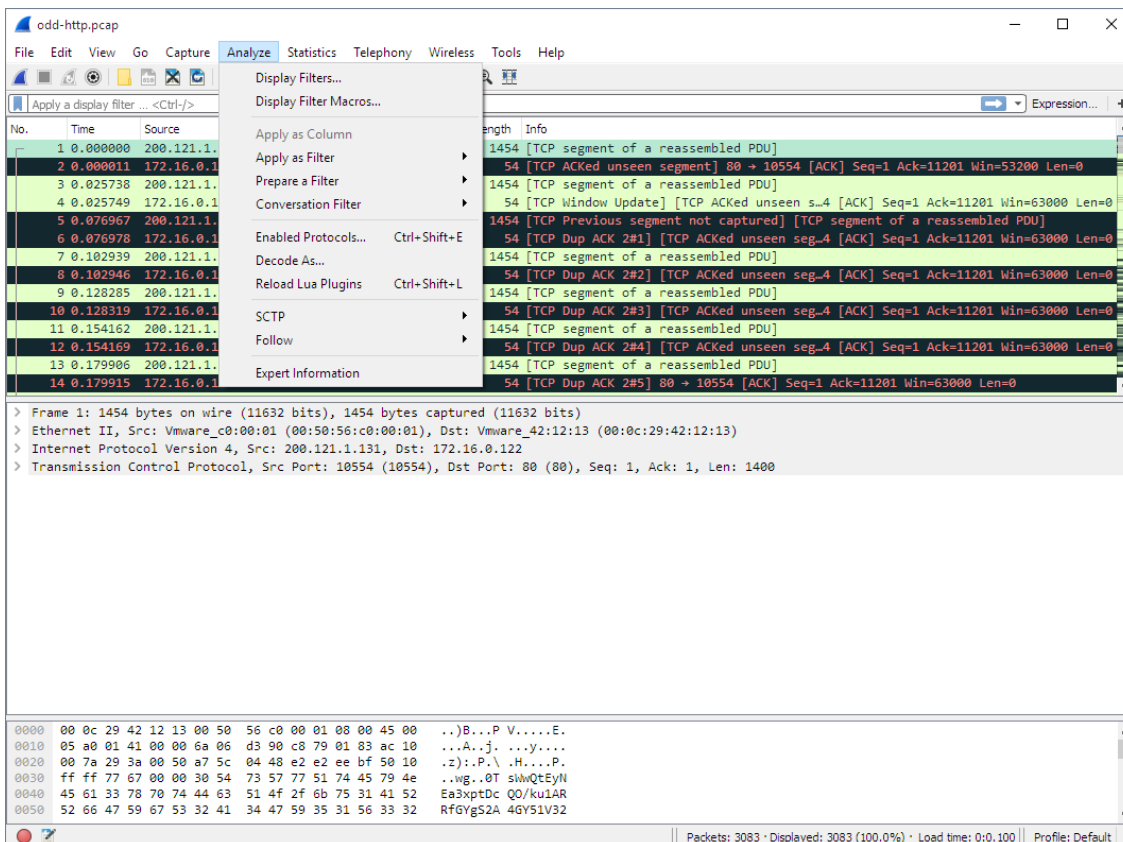 odd-http.pcap
File Edit View Go Capture Analyze Statistics Telephony Wireless Tools Help
Apply a display filter ... <Ctrl-/> Expression... +
No. Time Source ength Info
1 0.000000 200.121.1. 1454 [TCP segment of a reassembled PDU]
2 0.000011 172.16.0.1 54 [TCP ACKed unseen segment] 80 → 10554 [ACK] Seq=1 Ack=11201 Win=53200 Len=0
3 0.025738 200.121.1. 1454 [TCP segment of a reassembled PDU]
4 0.025749 172.16.0.1 54 [TCP Window Update] [TCP ACKed unseen s…4 [ACK] Seq=1 Ack=11201 Win=63000 Len=0
5 0.076967 200.121.1. 1454 [TCP Previous segment not captured] [TCP segment of a reassembled PDU]
6 0.076978 172.16.0.1 54 [TCP Dup ACK 2#1] [TCP ACKed unseen seg…4 [ACK] Seq=1 Ack=11201 Win=63000 Len=0
7 0.102939 200.121.1. 1454 [TCP segment of a reassembled PDU]
8 0.102946 172.16.0.1 54 [TCP Dup ACK 2#2] [TCP ACKed unseen seg…4 [ACK] Seq=1 Ack=11201 Win=63000 Len=0
9 0.128285 200.121.1. 1454 [TCP segment of a reassembled PDU]
10 0.128319 172.16.0.1 54 [TCP Dup ACK 2#3] [TCP ACKed unseen seg…4 [ACK] Seq=1 Ack=11201 Win=63000 Len=0
11 0.154162 200.121.1. 1454 [TCP segment of a reassembled PDU]
12 0.154169 172.16.0.1 54 [TCP Dup ACK 2#4] [TCP ACKed unseen seg…4 [ACK] Seq=1 Ack=11201 Win=63000 Len=0
13 0.179906 200.121.1. 1454 [TCP segment of a reassembled PDU]
14 0.179915 172.16.0.1 54 [TCP Dup ACK 2#5] 80 → 10554 [ACK] Seq=1 Ack=11201 Win=63000 Len=0
Display Filters...
Display Filter Macros...
Apply as Column
Apply as Filter
Prepare a Filter
Conversation Filter
Enabled Protocols... Ctrl+Shift+E
Decode As...
Reload Lua Plugins Ctrl+Shift+L
SCTP
Follow
Expert Information
> Frame 1: 1454 bytes on wire (11632 bits), 1454 bytes captured (11632 bits)
> Ethernet II, Src: Vmware_c0:00:01 (00:50:56:c0:00:01), Dst: Vmware_42:12:13 (00:0c:29:42:12:13)
> Internet Protocol Version 4, Src: 200.121.1.131, Dst: 172.16.0.122
> Transmission Control Protocol, Src Port: 10554 (10554), Dst Port: 80 (80), Seq: 1, Ack: 1, Len: 1400
0000 00 0c 29 42 12 13 00 50 56 c0 00 01 08 00 45 00 ..)B...P V.....E.
0010 05 a0 01 41 00 00 6a 06 d3 90 c8 79 01 83 ac 10 ...A..j. ...y....
0020 00 7a 29 3a 00 50 a7 5c 04 48 e2 e2 ee bf 50 10 .z):.P.\ .H....P.
0030 ff ff 77 67 00 00 30 54 73 57 77 51 74 45 79 4e ..wg..0T sWwQtEyN
0040 45 61 33 78 70 74 44 63 51 4f 2f 6b 75 31 41 52 Ea3xptDc QO/ku1AR
0050 52 66 47 59 67 53 32 41 34 47 59 35 31 56 33 32 RfGYgS2A 4GY51V32
Packets: 3083 · Displayed: 3083 (100.0%) · Load time: 0:0.100 Profile: Default